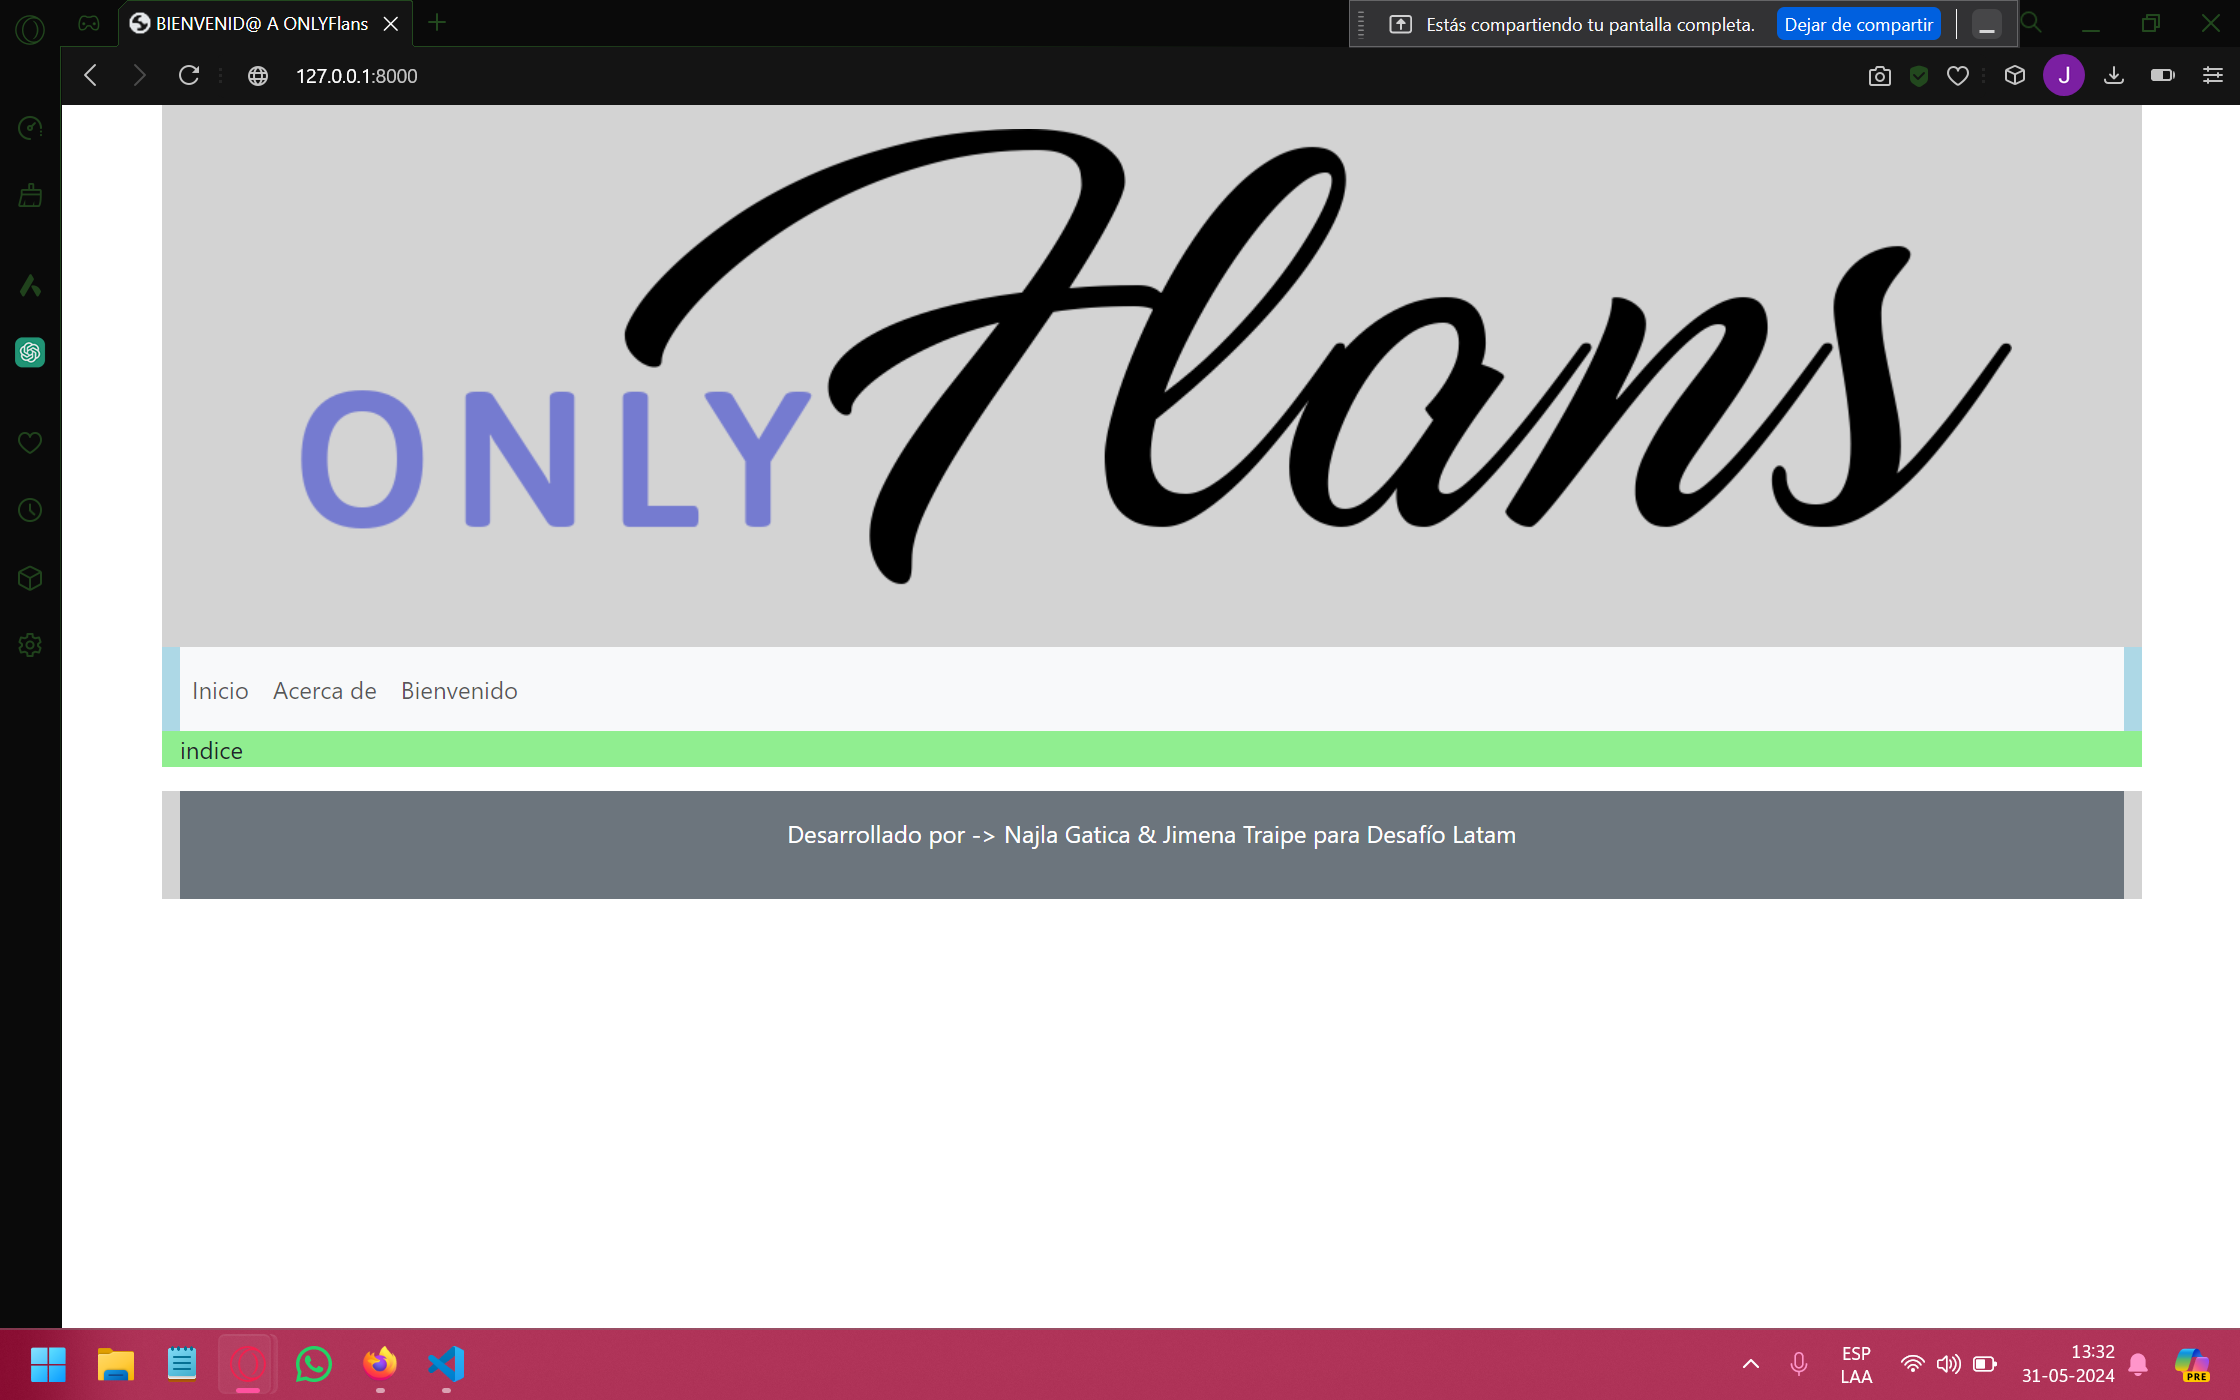 BIENVENID@ A ONLYFlans
Estás compartiendo tu pantalla completa.
Dejar de compartir
127.0.0.1:8000
J
ONLY Flans
Inicio
Acerca de
Bienvenido
indice
Desarrollado por -> Najla Gatica & Jimena Traipe para Desafío Latam
ESP
LAA
13:32
31-05-2024
PRE